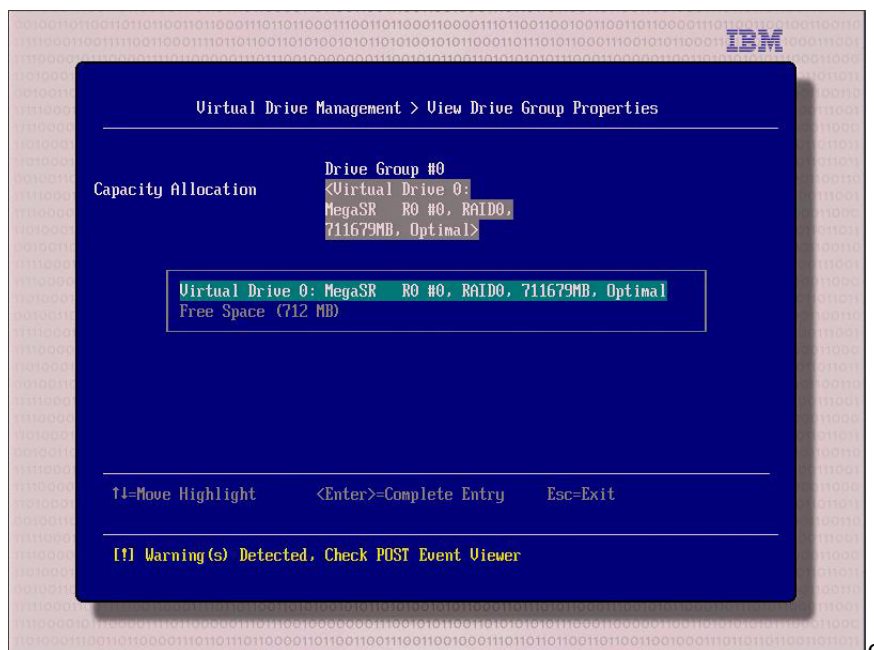 IBM
Virtual Drive Management > View Drive Group Properties
Drive Group #0
Capacity Allocation
<Virtual Drive 0:
MegaSR   R0 #0, RAID0,
711679MB, Optimal>
Virtual Drive 0: MegaSR   R0 #0, RAID0, 711679MB, Optimal
Free Space (712 MB)
↑↓=Move Highlight
<Enter>=Complete Entry
Esc=Exit
[!] Warning(s) Detected, Check POST Event Viewer